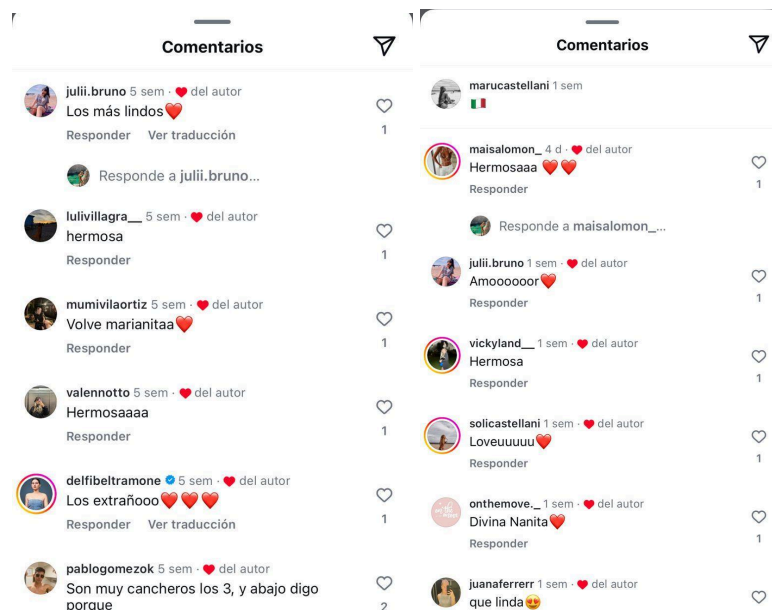 Comentarios
julii.bruno 5 sem · ❤ del autor
Los más lindos❤️
Responder Ver traducción
1
Responde a julii.bruno...
lulivillagra__ 5 sem · ❤ del autor
hermosa
Responder
1
mumivilaortiz 5 sem · ❤ del autor
Volve marianitaa❤️
Responder
1
valennotto 5 sem · ❤ del autor
Hermosaaaa
Responder
1
delfibeltramone 5 sem · ❤ del autor
Los extrañooo❤️❤️❤️
Responder Ver traducción
1
pablogomezok 5 sem · ❤ del autor
Son muy cancheros los 3, y abajo digo
porque
2
Comentarios
marucastellani 1 sem
🇮🇹
maisalomon_ 4 d · ❤ del autor
Hermosaaa ❤️❤️
Responder
1
Responde a maisalomon_...
julii.bruno 1 sem · ❤ del autor
Amoooooor❤️
Responder
1
vickyland__ 1 sem · ❤ del autor
Hermosa
Responder
1
solicastellani 1 sem · ❤ del autor
Loveuuuuu❤️
Responder
1
onthemove._ 1 sem · ❤ del autor
Divina Nanita❤️
Responder
1
juanaferrerr 1 sem · ❤ del autor
que linda😍